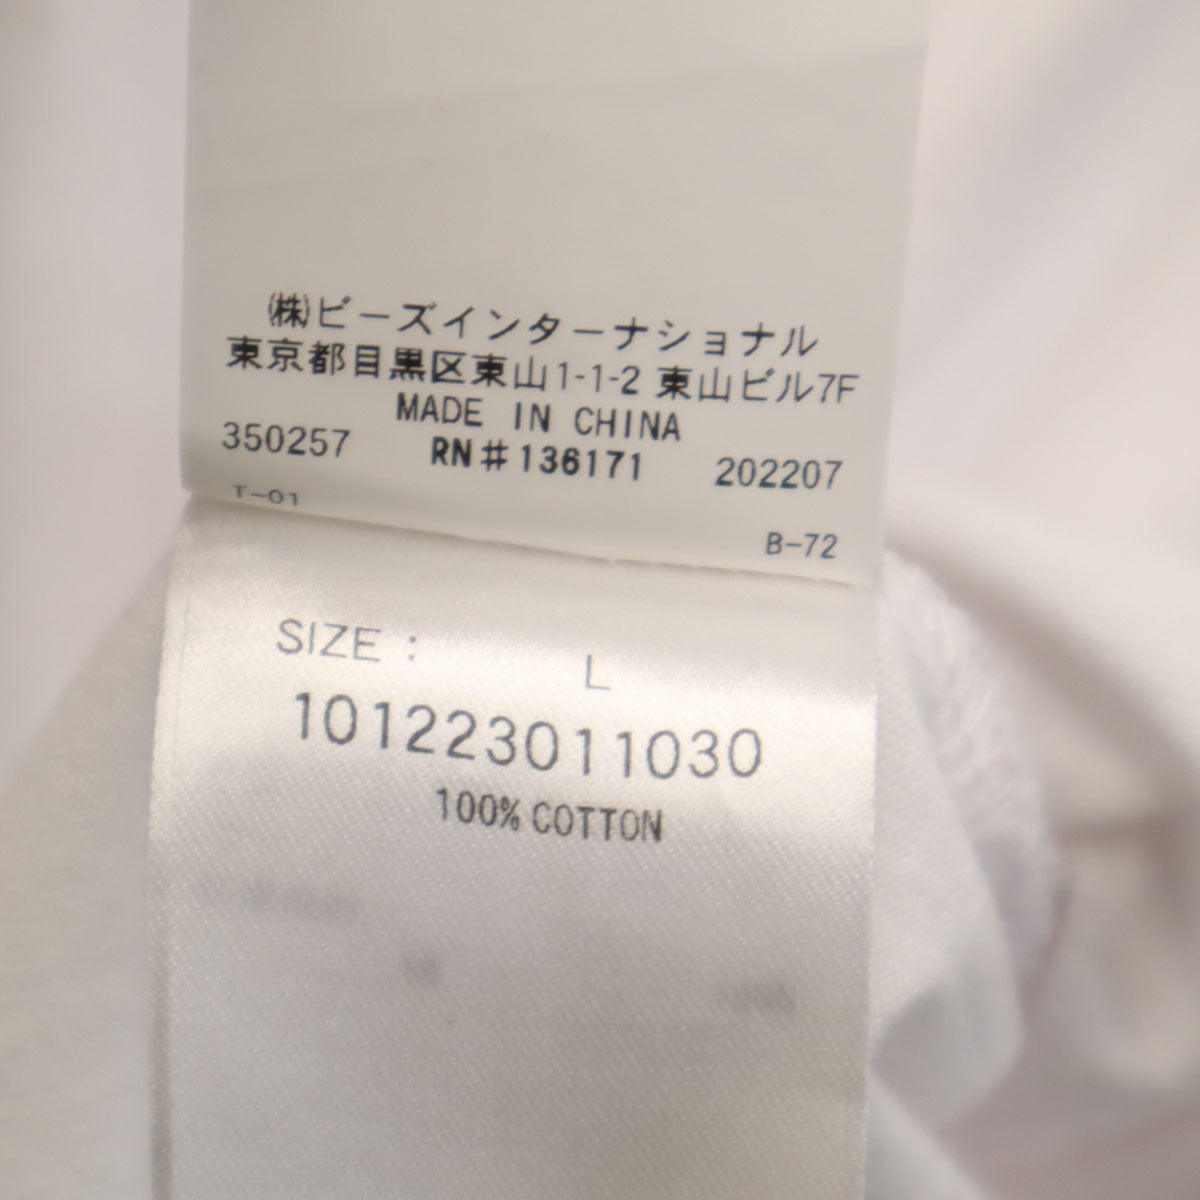 (株)ビーズインターナショナル
東京都目黒区東山1-1-2 東山ビル7F
MADE IN CHINA
350257 RN#136171 202207
T-01
B-72
SIZE : L
101223011030
100% COTTON